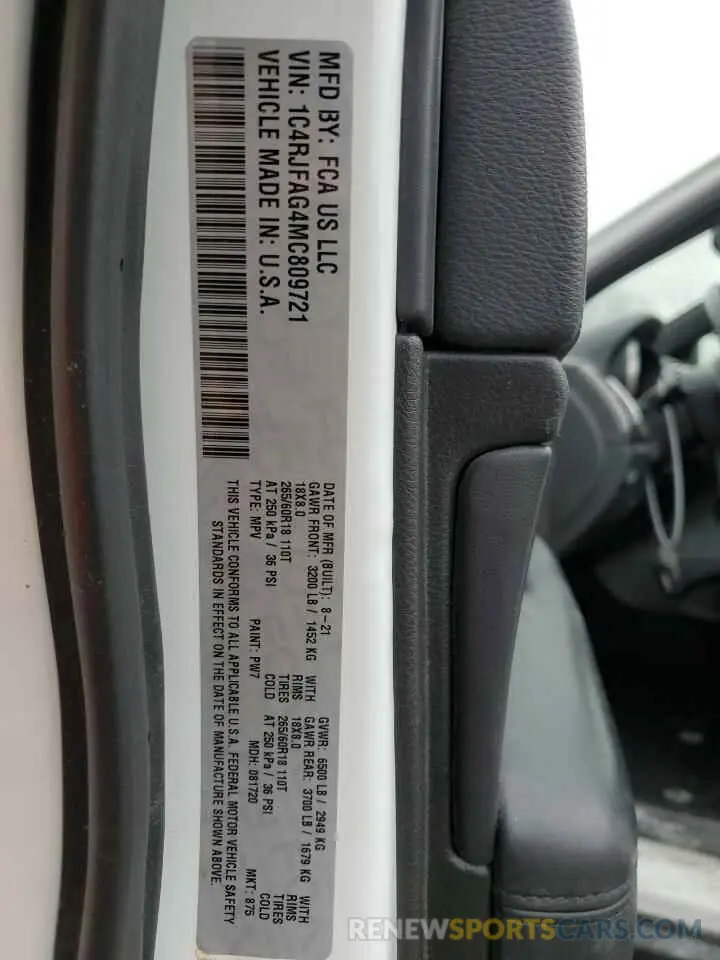 MFD BY: FCA US LLC
VIN: 1C4RJFAG4MC809721
VEHICLE MADE IN: U.S.A.
DATE OF MFR (BUILT): 8-21 GVWR: 6500 LB / 2949 KG
GAWR FRONT: 3200 LB / 1452 KG WITH GAWR REAR: 3700 LB / 1679 KG WITH
18X8.0 RIMS 18X8.0 RIMS
265/60R18 110T TIRES 265/60R18 110T TIRES
AT 250 kPa / 36 PSI COLD AT 250 kPa / 36 PSI COLD
TYPE: MPV PAINT: PW7 MDH: 081720 MKT: 875
THIS VEHICLE CONFORMS TO ALL APPLICABLE U.S.A. FEDERAL MOTOR VEHICLE SAFETY
STANDARDS IN EFFECT ON THE DATE OF MANUFACTURE SHOWN ABOVE.
RENEWSPORTSCARS.COM